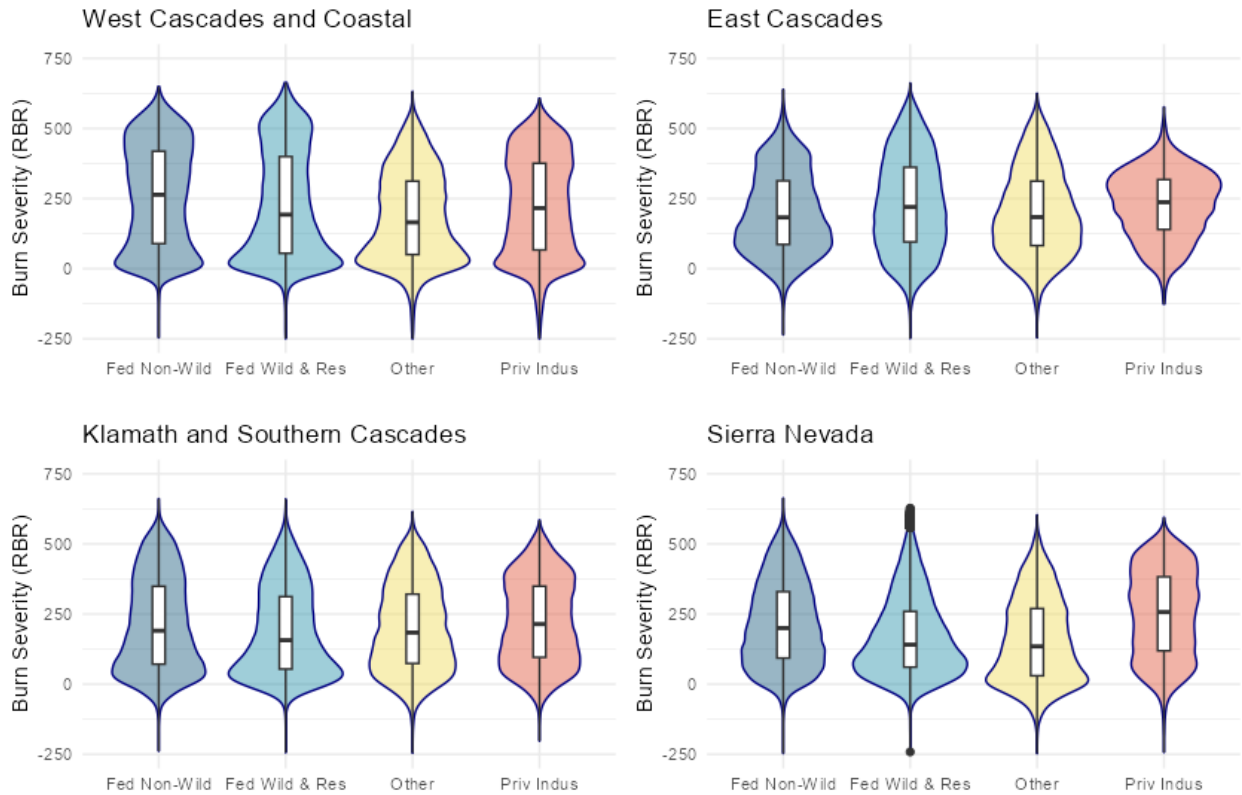 West Cascades and Coastal
Burn Severity (RBR)
750
500
250
0
-250
Fed Non-Wild Fed Wild & Res Other Priv Indus
East Cascades
Burn Severity (RBR)
750
500
250
0
-250
Fed Non-Wild Fed Wild & Res Other Priv Indus
Klamath and Southern Cascades
Burn Severity (RBR)
750
500
250
0
-250
Fed Non-Wild Fed Wild & Res Other Priv Indus
Sierra Nevada
Burn Severity (RBR)
750
500
250
0
-250
Fed Non-Wild Fed Wild & Res Other Priv Indus